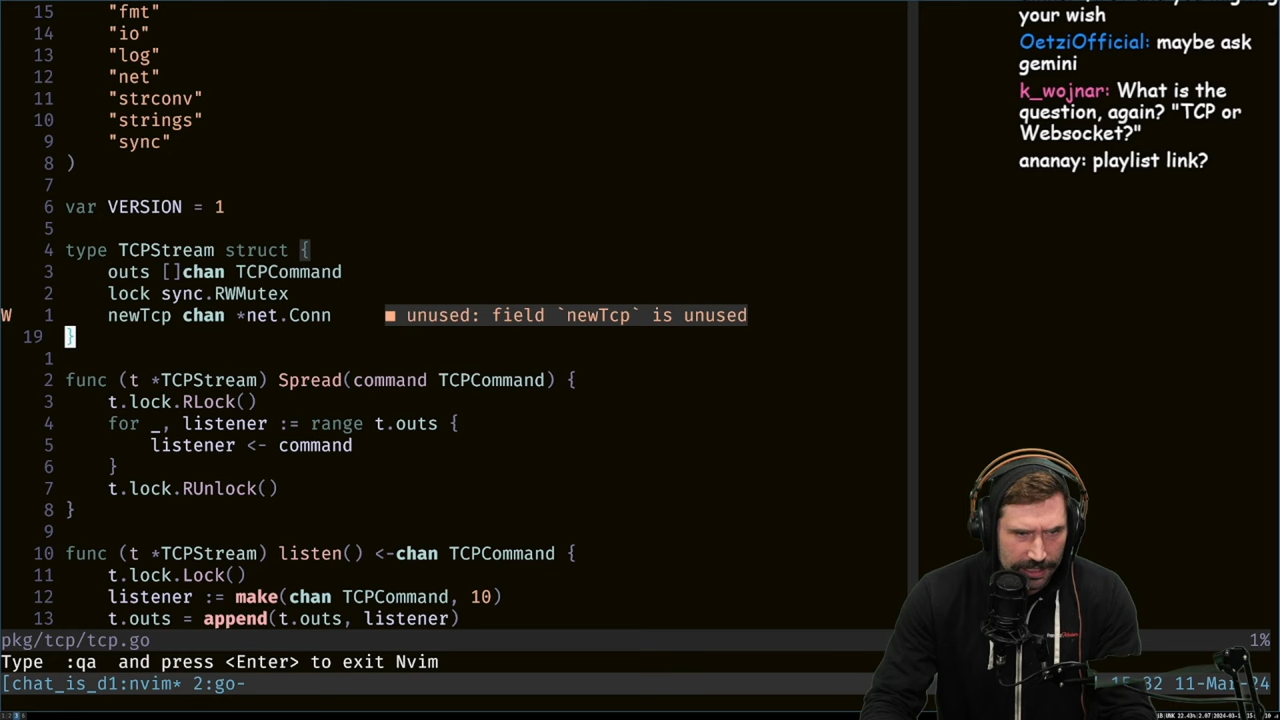 15 "fmt"
14 "io"
13 "log"
12 "net"
11 "strconv"
10 "strings"
9 "sync"
8 )
7
6 var VERSION = 1
5
4 type TCPStream struct {
3 outs []chan TCPCommand
2 lock sync.RWMutex
W 1 newTcp chan *net.Conn ■ unused: field `newTcp` is unused
19 }
1
2 func (t *TCPStream) Spread(command TCPCommand) {
3 t.lock.RLock()
4 for _, listener := range t.outs {
5 listener <- command
6 }
7 t.lock.RUnlock()
8 }
9
10 func (t *TCPStream) listen() <-chan TCPCommand {
11 t.lock.Lock()
12 listener := make(chan TCPCommand, 10)
13 t.outs = append(t.outs, listener)
pkg/tcp/tcp.go 1%
Type :qa and press <Enter> to exit Nvim
[chat_is_d1:nvim* 2:go- 11-Mar-24
your wish
OetziOfficial: maybe ask
gemini
k_wojnar: What is the
question, again? "TCP or
Websocket?"
ananay: playlist link?